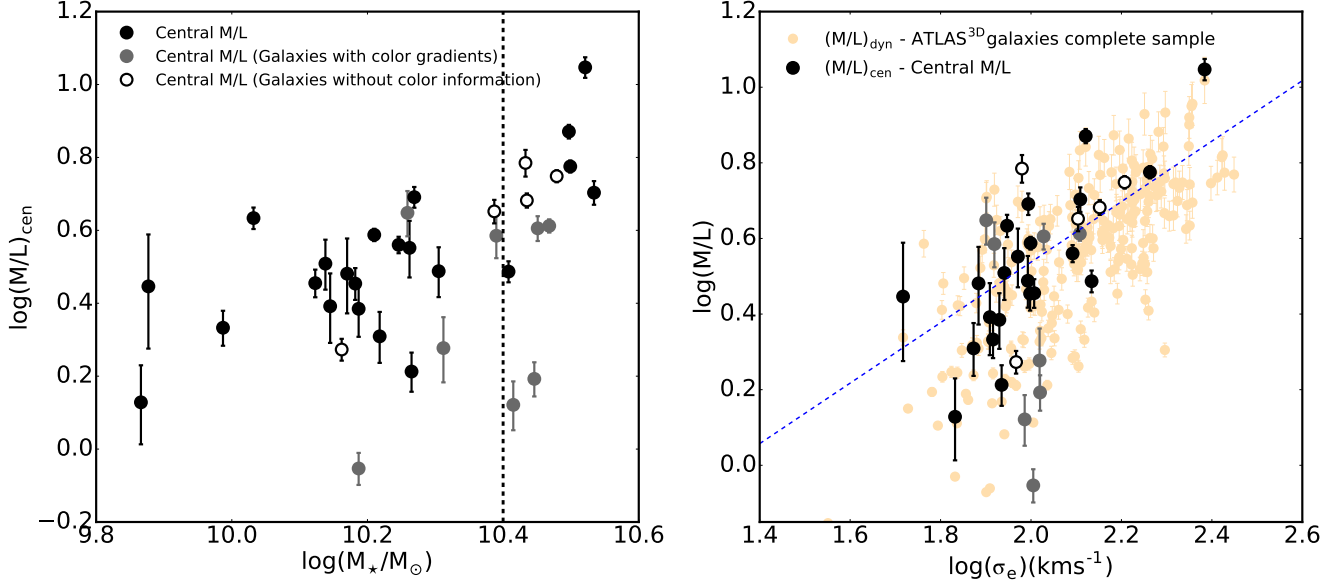 1.2
1.0
0.8
0.6
0.4
0.2
0.0
−0.2
log(M/L)cen
Central M/L
Central M/L (Galaxies with color gradients)
Central M/L (Galaxies without color information)
9.8 10.0 10.2 10.4 10.6
log(M⋆/M⊙)
1.2
1.0
0.8
0.6
0.4
0.2
0.0
log(M/L)
(M/L)dyn - ATLAS3Dgalaxies complete sample
(M/L)cen - Central M/L
1.4 1.6 1.8 2.0 2.2 2.4 2.6
log(σe)(kms-1)